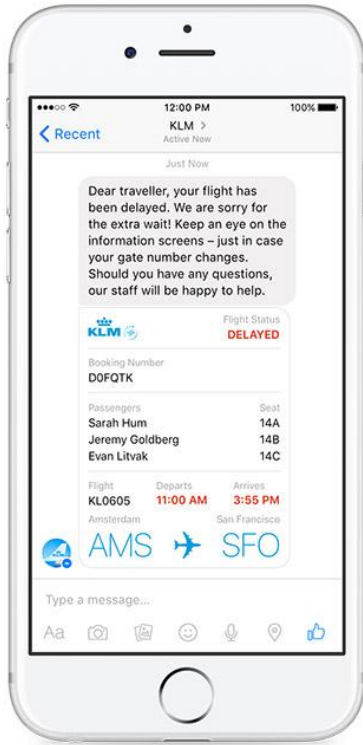 12:00 PM
100%
Recent
KLM >
Active Now
Just Now
Dear traveller, your flight has
been delayed. We are sorry for
the extra wait! Keep an eye on the
information screens – just in case
your gate number changes.
Should you have any questions,
our staff will be happy to help.
KLM
Flight Status
DELAYED
Booking Number
D0FQTK
Passengers Seat
Sarah Hum 14A
Jeremy Goldberg 14B
Evan Litvak 14C
Flight Departs Arrives
KL0605 11:00 AM 3:55 PM
Amsterdam San Francisco
AMS SFO
Type a message...
Aa